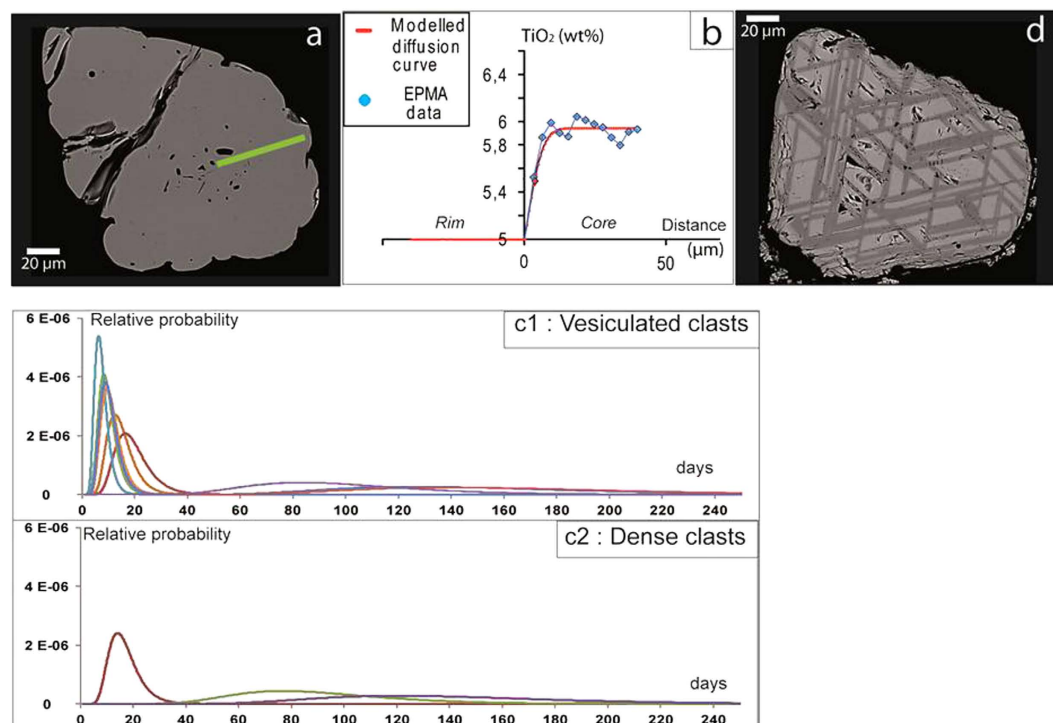 a
20 µm
Modelled
diffusion
curve
EPMA
data
TiO₂ (wt%)
b
6,4
6,2
5,8
5,4
5
Rim
Core
Distance
(µm)
0
50
20 µm
d
6 E-06
Relative probability
c1 : Vesiculated clasts
4 E-06
2 E-06
days
0
0 20 40 60 80 100 120 140 160 180 200 220 240
6 E-06
Relative probability
c2 : Dense clasts
4 E-06
2 E-06
days
0
0 20 40 60 80 100 120 140 160 180 200 220 240